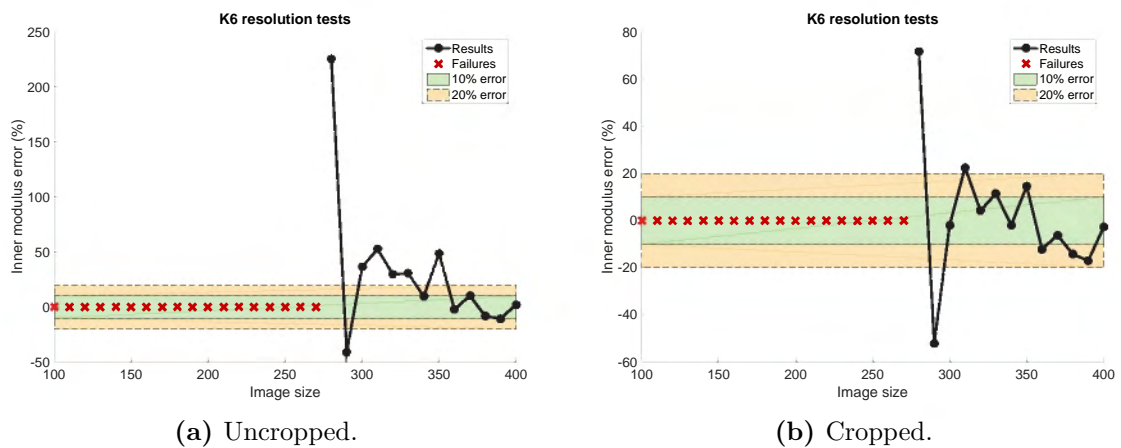 K6 resolution tests
250
200
150
100
50
0
-50
Inner modulus error (%)
Results
Failures
10% error
20% error
100 150 200 250 300 350 400
Image size
(a) Uncropped.
K6 resolution tests
80
60
40
20
0
-20
-40
-60
Inner modulus error (%)
Results
Failures
10% error
20% error
100 150 200 250 300 350 400
Image size
(b) Cropped.